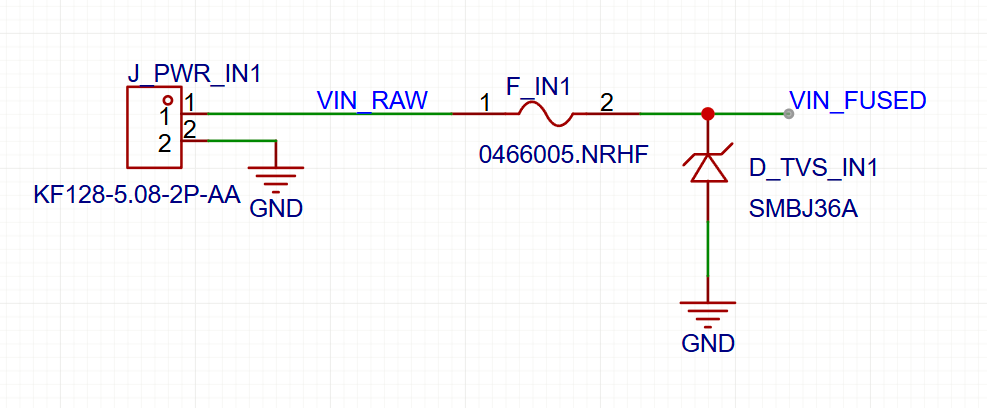 J_PWR_IN1
1
1
2
2
KF128-5.08-2P-AA
GND
VIN_RAW
F_IN1
1
2
0466005.NRHF
VIN_FUSED
D_TVS_IN1
SMBJ36A
GND